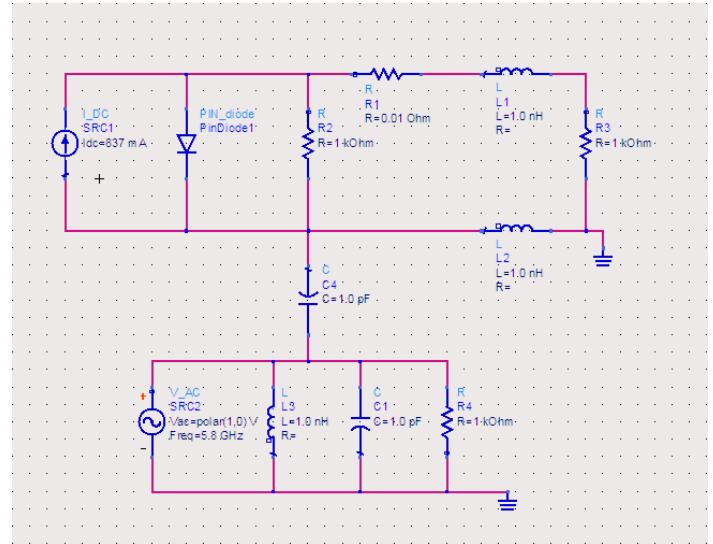 I_DC
SRC1
Idc=837 mA
PIN_diode
PinDiode1
R
R2
R=1 kOhm
R
R1
R=0.01 Ohm
L
L1
L=1.0 nH
R=
R
R3
R=1 kOhm
L
L2
L=1.0 nH
R=
C
C4
C=1.0 pF
+
V_AC
SRC2
Vac=polar(1,0) V
Freq=5.8 GHz
-
L
L3
L=1.0 nH
R=
C
C1
C=1.0 pF
R
R4
R=1 kOhm